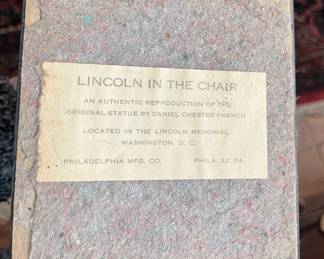 LINCOLN IN THE CHAIR
AN AUTHENTIC REPRODUCTION OF THE
ORIGINAL STATUE BY DANIEL CHESTER FRENCH
LOCATED IN THE LINCOLN MEMORIAL
WASHINGTON, D. C.
PHILADELPHIA MFG. CO. PHILA. 22, PA.